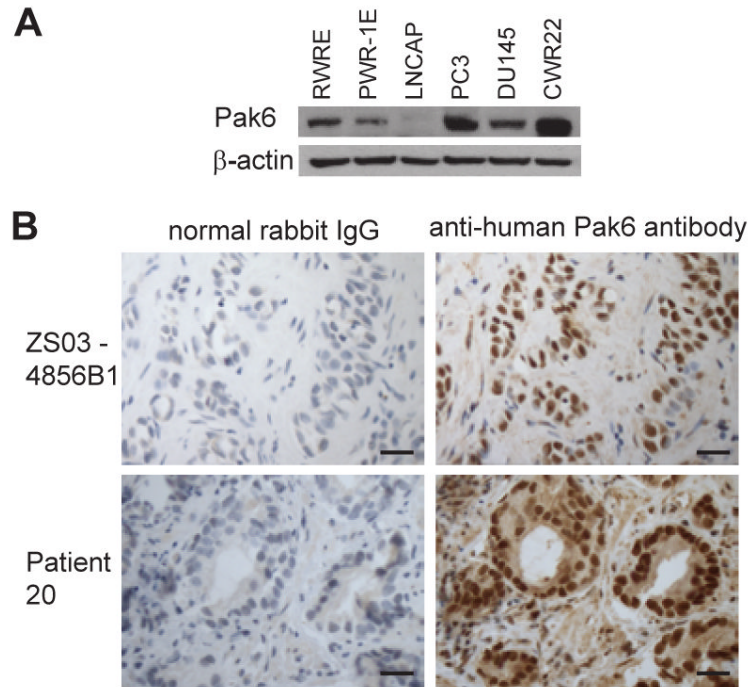 A
RWRE
PWR-1E
LNCAP
PC3
DU145
CWR22
Pak6
β-actin
B
normal rabbit IgG
anti-human Pak6 antibody
ZS03 -
4856B1
Patient
20